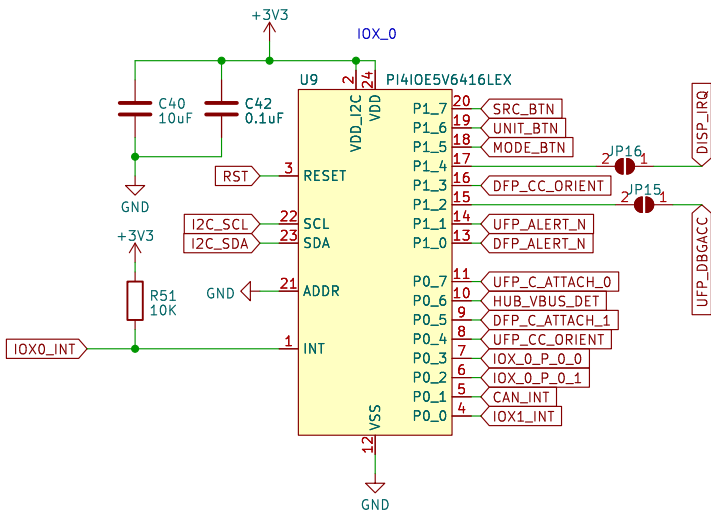 +3V3
IOX_0
U9
PI4IOE5V6416LEX
C40
10uF
C42
0.1uF
GND
2
24
VDD_I2C
VDD
RST
3
RESET
I2C_SCL
22
SCL
I2C_SDA
23
SDA
+3V3
GND
21
ADDR
R51
10K
IOX0_INT
1
INT
VSS
12
GND
P1_7
20
SRC_BTN
P1_6
19
UNIT_BTN
P1_5
18
MODE_BTN
P1_4
17
2
JP16
1
DISP_IRQ
P1_3
16
DFP_CC_ORIENT
P1_2
15
2
JP15
1
UFP_DBGACC
P1_1
14
UFP_ALERT_N
P1_0
13
DFP_ALERT_N
P0_7
11
UFP_C_ATTACH_0
P0_6
10
HUB_VBUS_DET
P0_5
9
DFP_C_ATTACH_1
P0_4
8
UFP_CC_ORIENT
P0_3
7
IOX_0_P_0_0
P0_2
6
IOX_0_P_0_1
P0_1
5
CAN_INT
P0_0
4
IOX1_INT